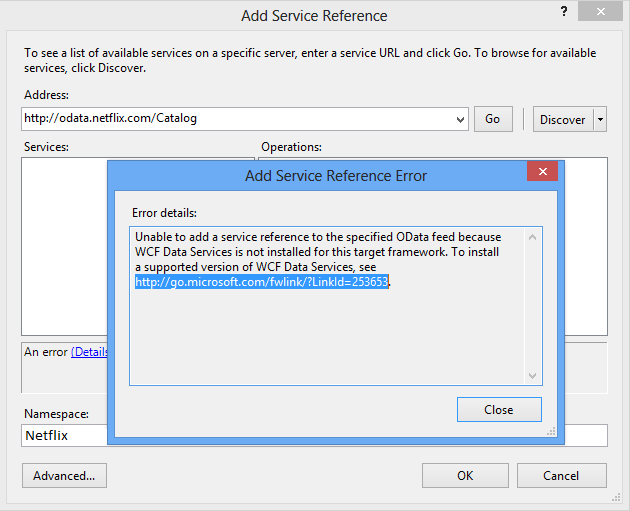 Add Service Reference
?
To see a list of available services on a specific server, enter a service URL and click Go. To browse for available
services, click Discover.
Address:
http://odata.netflix.com/Catalog
Go
Discover
Services:
Operations:
Add Service Reference Error
Error details:
Unable to add a service reference to the specified OData feed because
WCF Data Services is not installed for this target framework. To install
a supported version of WCF Data Services, see
http://go.microsoft.com/fwlink/?LinkId=253653.
An error (Details
Close
Namespace:
Netflix
Advanced...
OK
Cancel